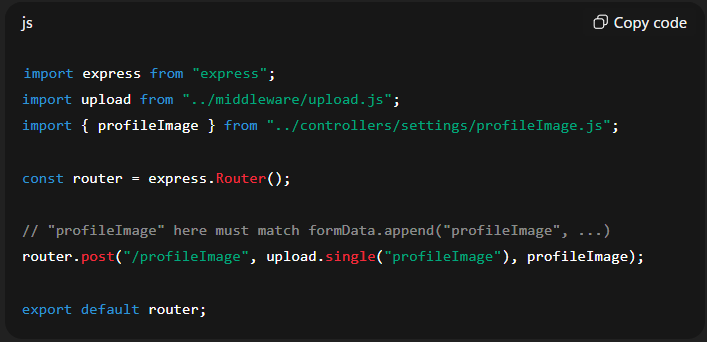 js
Copy code
import express from "express";
import upload from "../middleware/upload.js";
import { profileImage } from "../controllers/settings/profileImage.js";
const router = express.Router();
// "profileImage" here must match formData.append("profileImage", ...)
router.post("/profileImage", upload.single("profileImage"), profileImage);
export default router;